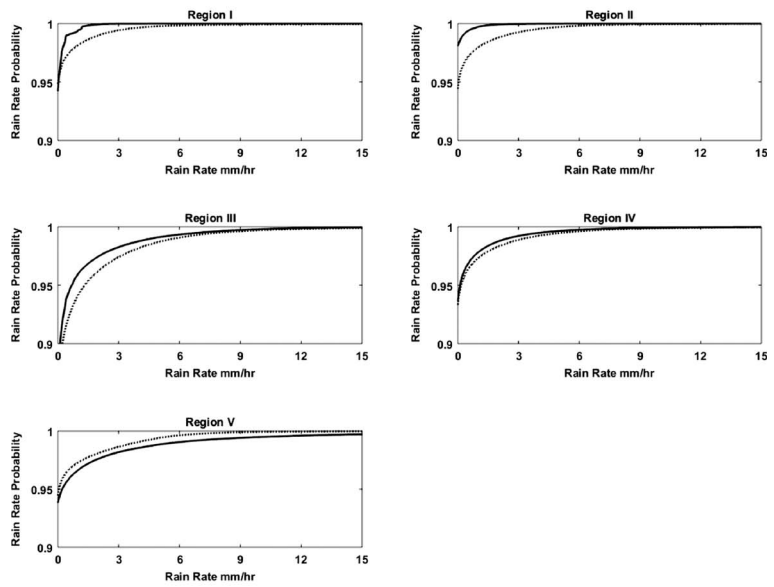 Region I
Rain Rate Probability
1
0.95
0.9
0 3 6 9 12 15
Rain Rate mm/hr
Region II
Rain Rate Probability
1
0.95
0.9
0 3 6 9 12 15
Rain Rate mm/hr
Region III
Rain Rate Probability
1
0.95
0.9
0 3 6 9 12 15
Rain Rate mm/hr
Region IV
Rain Rate Probability
1
0.95
0.9
0 3 6 9 12 15
Rain Rate mm/hr
Region V
Rain Rate Probability
1
0.95
0.9
0 3 6 9 12 15
Rain Rate mm/hr